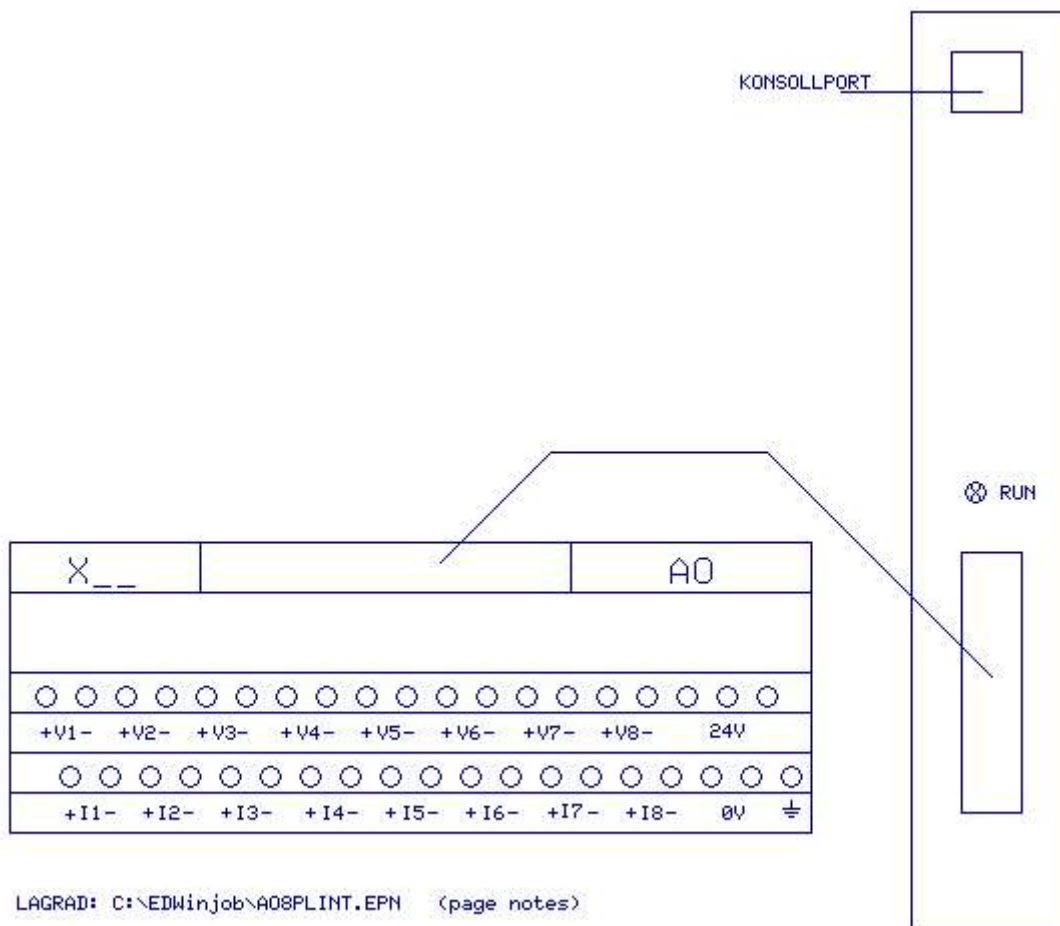 KONSOLLPORT
RUN
X__ AO
+V1- +V2- +V3- +V4- +V5- +V6- +V7- +V8- 24V
+I1- +I2- +I3- +I4- +I5- +I6- +I7- +I8- 0V
LAGRAD: C:\EDWinjob\AO8PLINT.EPN (page notes)